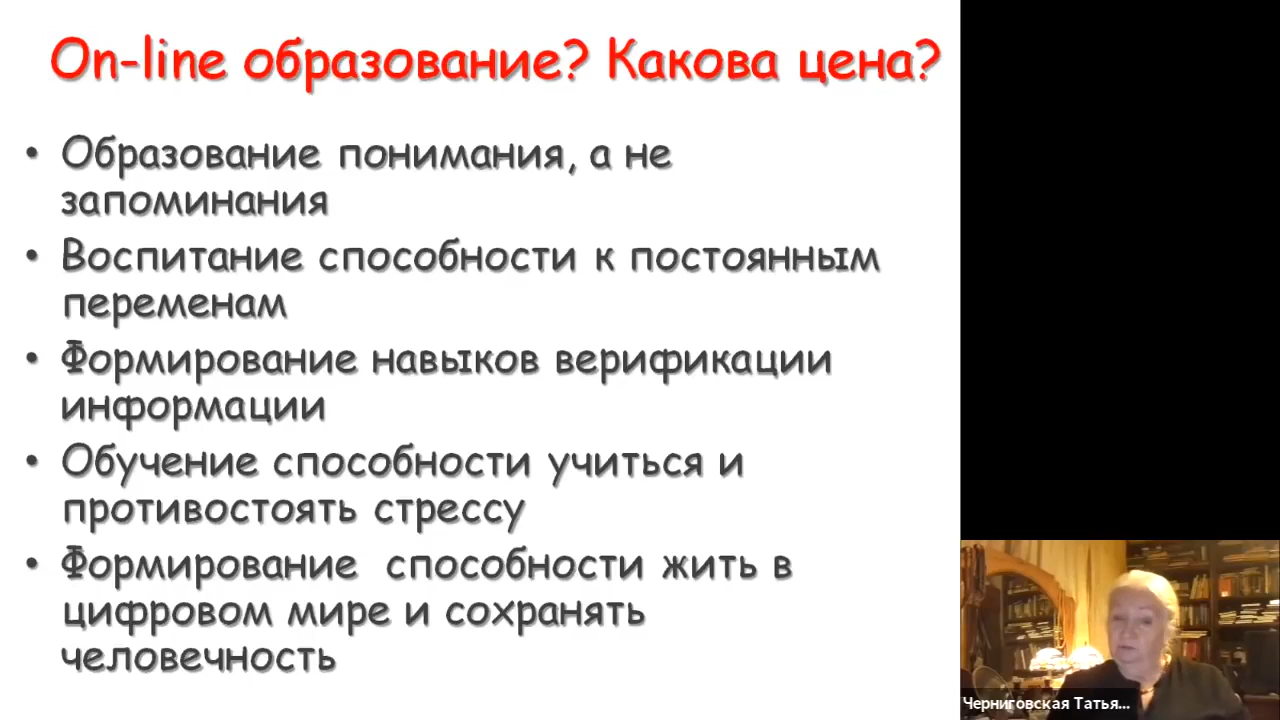 On-line образование? Какова цена?
• Образование понимания, а не
запоминания
• Воспитание способности к постоянным
переменам
• Формирование навыков верификации
информации
• Обучение способности учиться и
противостоять стрессу
• Формирование способности жить в
цифровом мире и сохранять
человечность
Черниговская Татья...